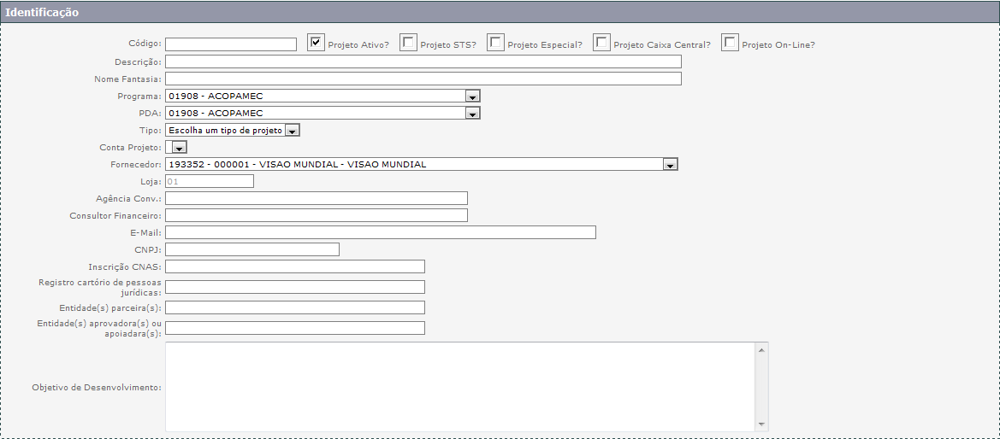 Identificação
Código: Projeto Ativo? Projeto STS? Projeto Especial? Projeto Caixa Central? Projeto On-Line?
Descrição:
Nome Fantasia:
Programa: 01908 - ACOPAMEC
PDA: 01908 - ACOPAMEC
Tipo: Escolha um tipo de projeto
Conta Projeto:
Fornecedor: 193352 - 000001 - VISAO MUNDIAL - VISAO MUNDIAL
Loja: 01
Agência Conv.:
Consultor Financeiro:
E-Mail:
CNPJ:
Inscrição CNAS:
Registro cartório de pessoas
jurídicas:
Entidade(s) parceira(s):
Entidade(s) aprovadora(s) ou
apoiadara(s):
Objetivo de Desenvolvimento: